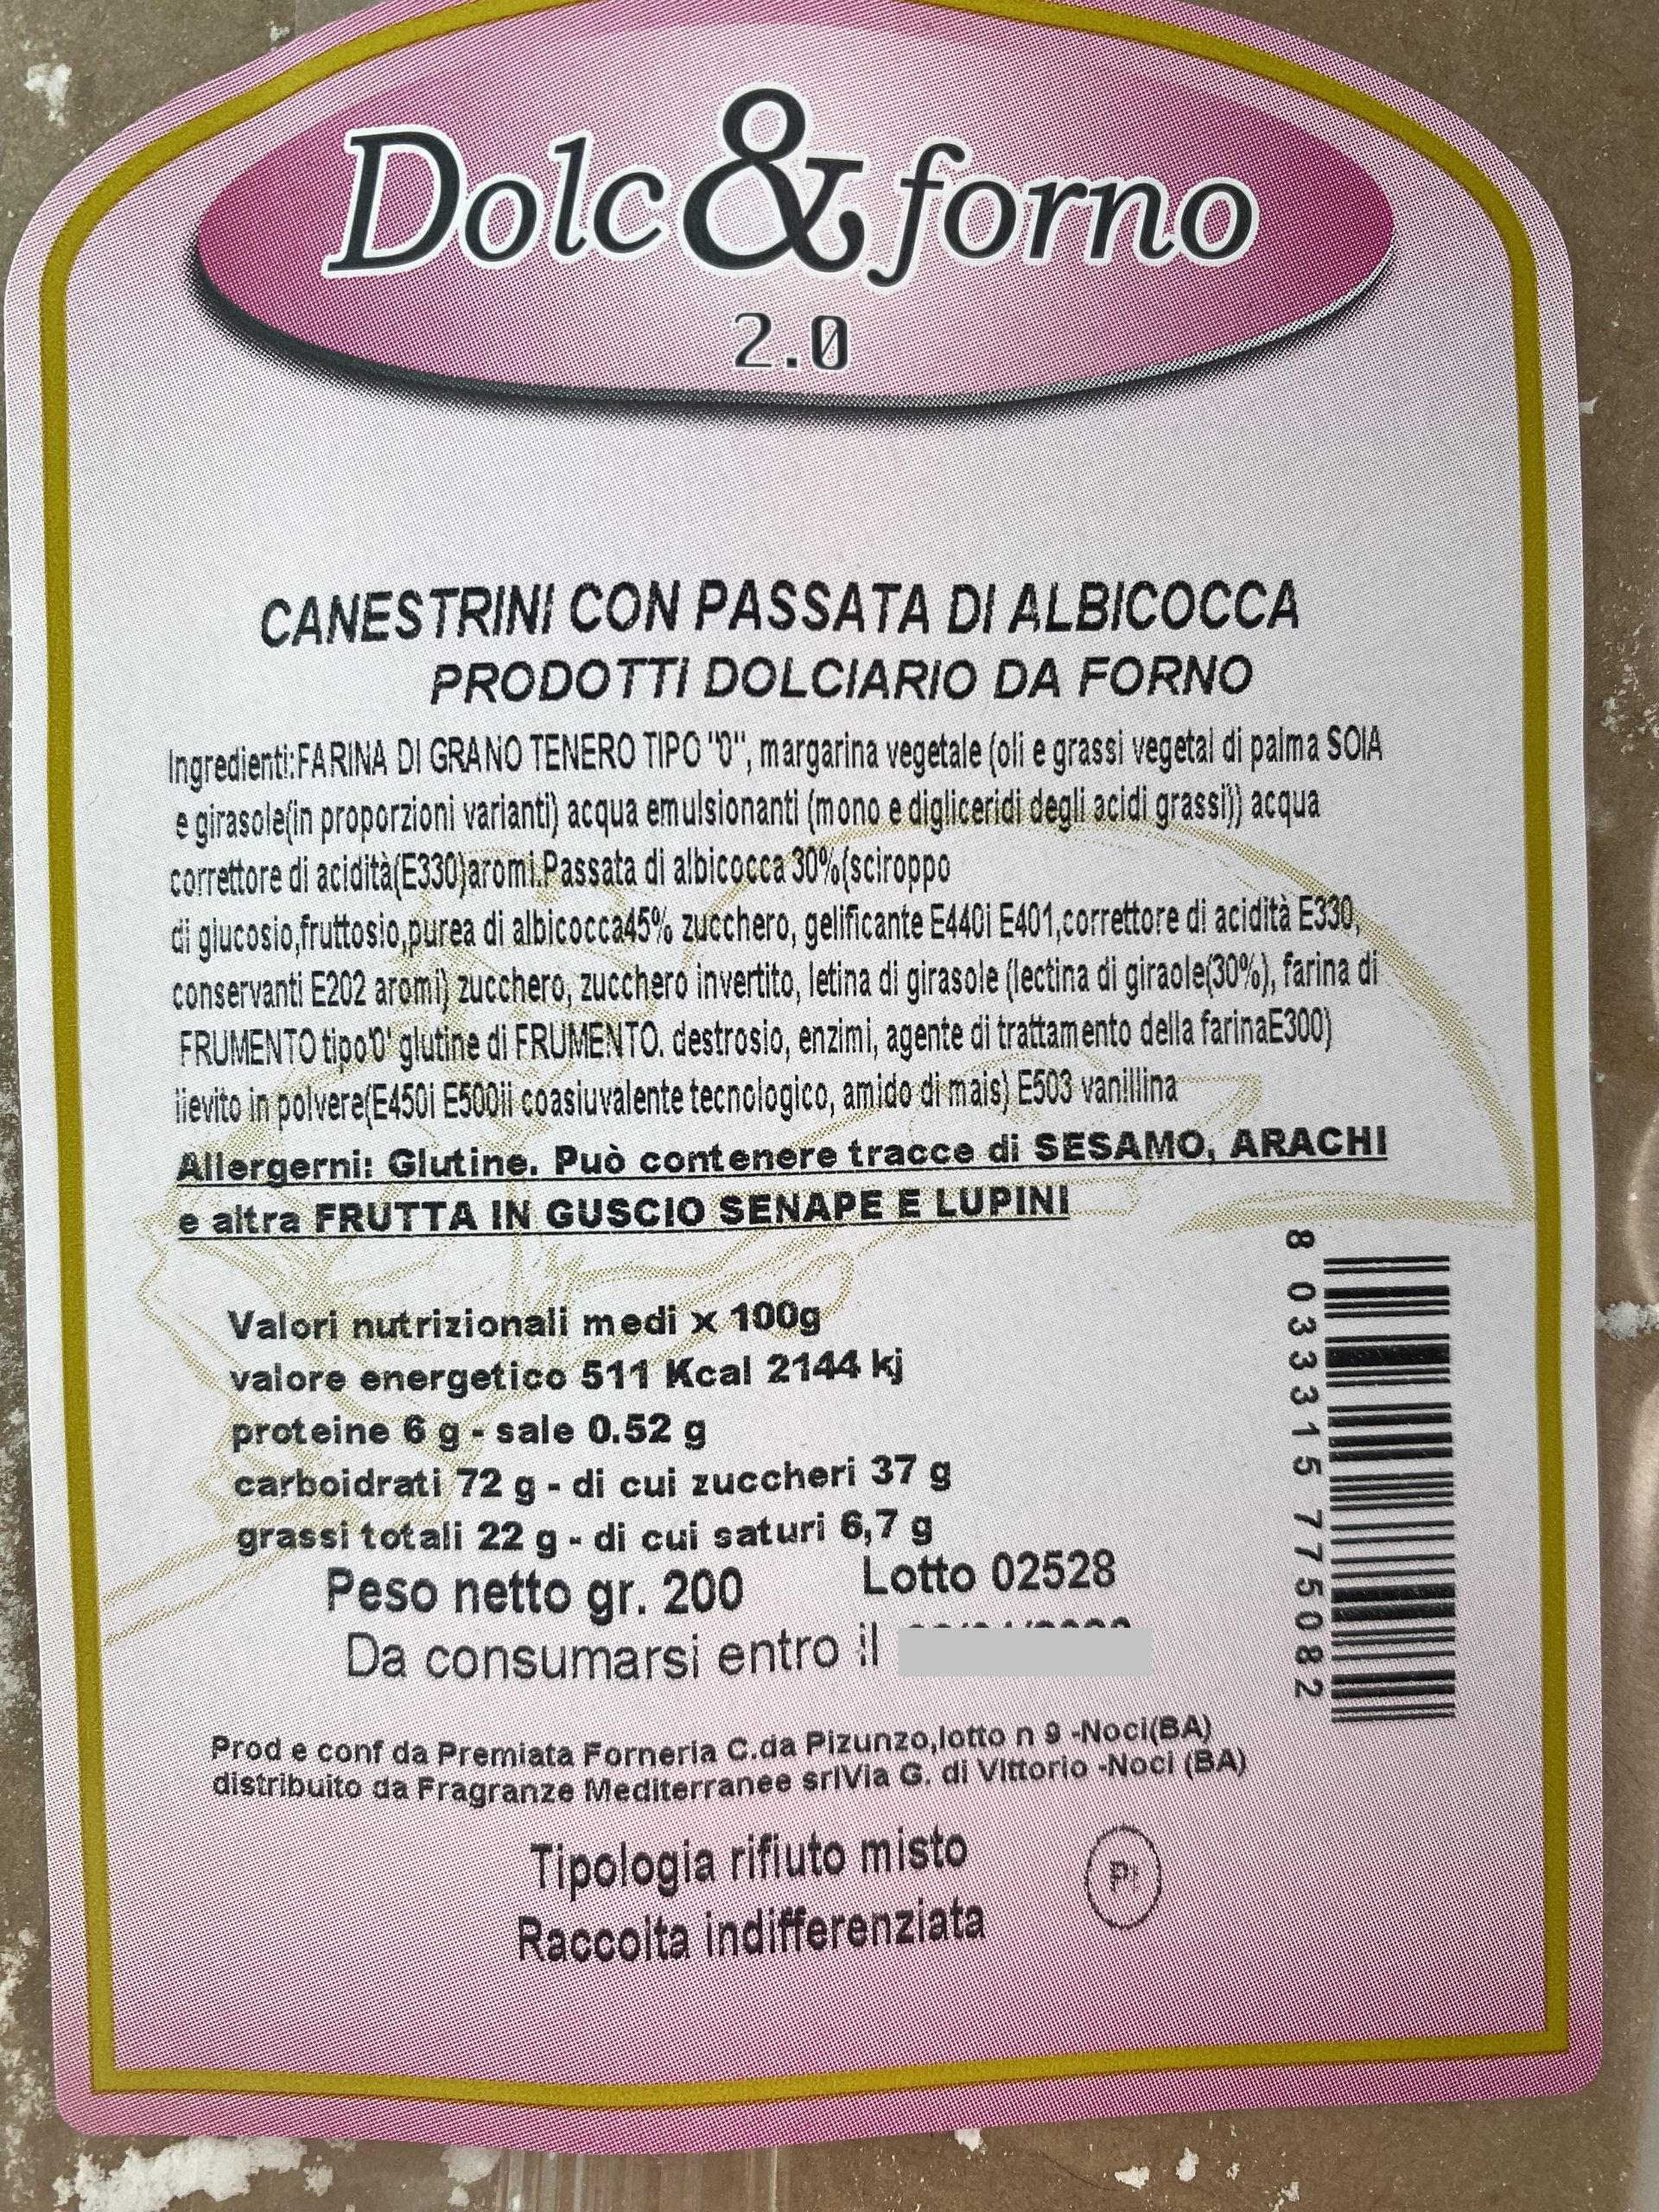 Dolc&forno
2.0
CANESTRINI CON PASSATA DI ALBICOCCA
PRODOTTI DOLCIARIO DA FORNO
Ingredienti:FARINA DI GRANO TENERO TIPO "0", margarina vegetale (oli e grassi vegetal di palma SOIA
e girasole(in proporzioni varianti) acqua emulsionanti (mono e digliceridi degli acidi grassi)) acqua
correttore di acidità(E330)aromi.Passata di albicocca 30%(sciroppo
di glucosio,fruttosio,purea di albicocca45% zucchero, gelificante E440i E401,correttore di acidità E330,
conservanti E202 aromi) zucchero, zucchero invertito, letina di girasole (lectina di giraole(30%), farina di
FRUMENTO tipo'0' glutine di FRUMENTO. destrosio, enzimi, agente di trattamento della farinaE300)
lievito in polvere(E450i E500ii coasiuvalente tecnologico, amido di mais) E503 vanillina
Allergerni: Glutine. Può contenere tracce di SESAMO, ARACHI
e altra FRUTTA IN GUSCIO SENAPE E LUPINI
Valori nutrizionali medi x 100g
valore energetico 511 Kcal 2144 kj
proteine 6 g - sale 0.52 g
carboidrati 72 g - di cui zuccheri 37 g
grassi totali 22 g - di cui saturi 6,7 g
Peso netto gr. 200 Lotto 02528
Da consumarsi entro il
8 033315 775082
Prod e conf da Premiata Forneria C.da Pizunzo,lotto n 9 -Noci(BA)
distribuito da Fragranze Mediterranee srlVia G. di Vittorio -Noci (BA)
Tipologia rifiuto misto
Raccolta indifferenziata